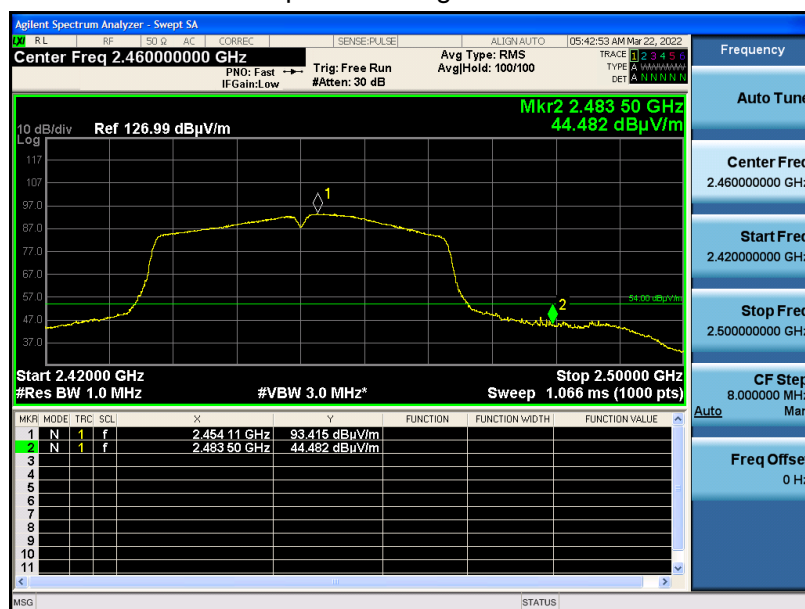 Agilent Spectrum Analyzer - Swept SA
LXI RL RF 50 Ω AC CORREC SENSE:PULSE ALIGN AUTO 05:42:53 AM Mar 22, 2022
Center Freq 2.460000000 GHz
PNO: Fast
IFGain:Low
Trig: Free Run
#Atten: 30 dB
Avg Type: RMS
Avg|Hold: 100/100
TRACE 1 2 3 4 5 6
TYPE A WWWWW
DET A N N N N N
Mkr2 2.483 50 GHz
44.482 dBµV/m
10 dB/div Ref 126.99 dBµV/m
Log
117
107
97.0
87.0
77.0
67.0
57.0
47.0
37.0
1
2
54.00 dBµV/m
Start 2.42000 GHz Stop 2.50000 GHz
#Res BW 1.0 MHz #VBW 3.0 MHz* Sweep 1.066 ms (1000 pts)
MKR MODE TRC SCL X Y FUNCTION FUNCTION WIDTH FUNCTION VALUE
1 N 1 f 2.454 11 GHz 93.415 dBµV/m
2 N 1 f 2.483 50 GHz 44.482 dBµV/m
3
4
5
6
7
8
9
10
11
MSG STATUS
Frequency
Auto Tune
Center Freq
2.460000000 GHz
Start Freq
2.420000000 GHz
Stop Freq
2.500000000 GHz
CF Step
8.000000 MHz
Auto Man
Freq Offset
0 Hz